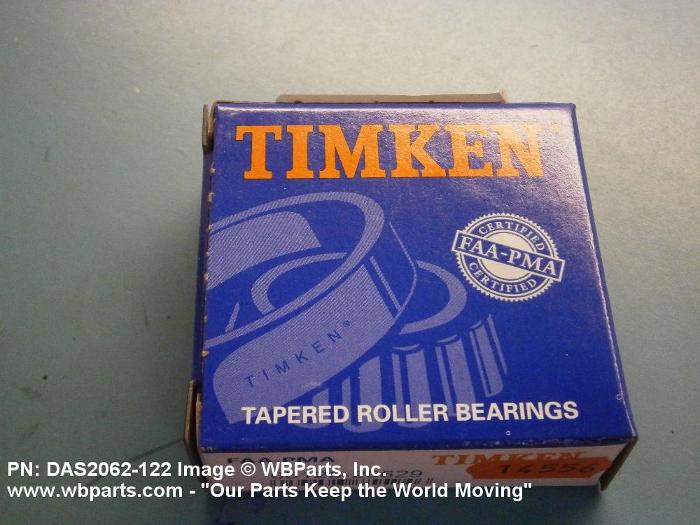 TIMKEN®
CERTIFIED
FAA-PMA
CERTIFIED
TIMKEN®
TAPERED ROLLER BEARINGS
FAA-PMA TIMKEN
629 14556
PN: DAS2062-122 Image © WBParts, Inc.
www.wbparts.com - "Our Parts Keep the World Moving"